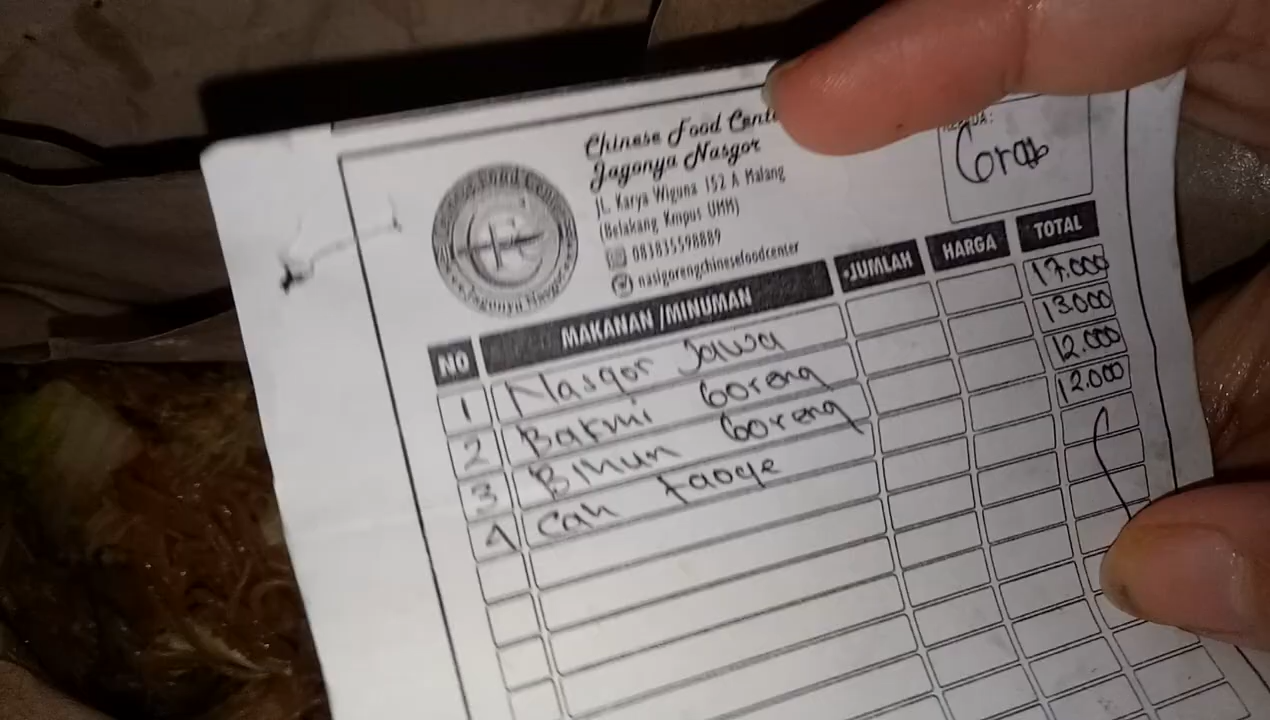 Chinese Food Cente
Jagonya Nasgor
JL. Karya Wiguna 152 A Malang
(Belakang Kmpus UMM)
083835598889
nasigorengchinesefoodcenter
Grab
NO MAKANAN /MINUMAN JUMLAH HARGA TOTAL
1 Nasgor Jawa 17.000
2 Bakmi Goreng 13.000
3 Bihun Goreng 12.000
4 Cah taoge 12.000